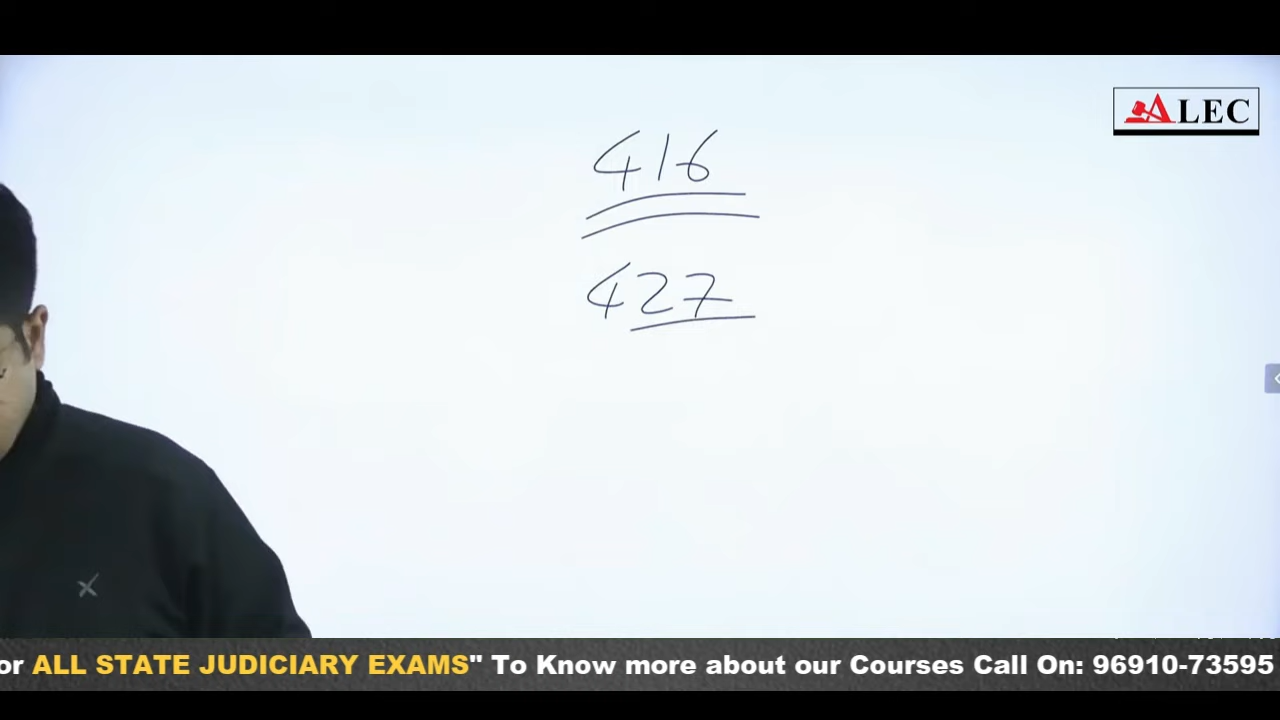 ALEC
416
427
or ALL STATE JUDICIARY EXAMS" To Know more about our Courses Call On: 96910-73595